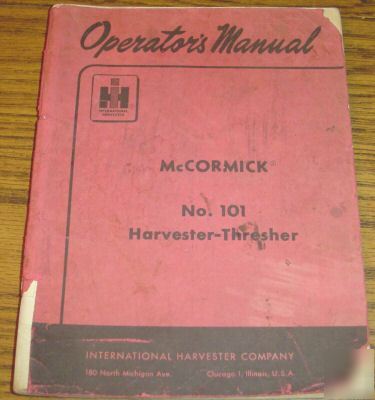 Operator's Manual
IH
INTERNATIONAL
HARVESTER
McCORMICK®
No. 101
Harvester-Thresher
INTERNATIONAL HARVESTER COMPANY
180 North Michigan Ave. Chicago 1, Illinois, U.S.A.